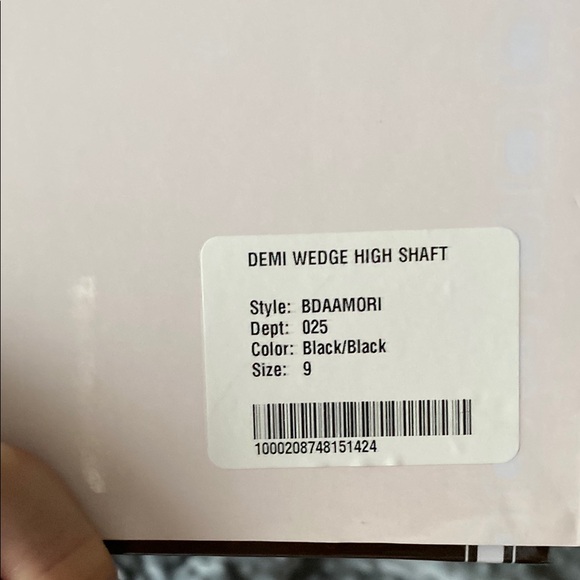 DEMI WEDGE HIGH SHAFT
Style: BDAAMORI
Dept: 025
Color: Black/Black
Size: 9
1000208748151424